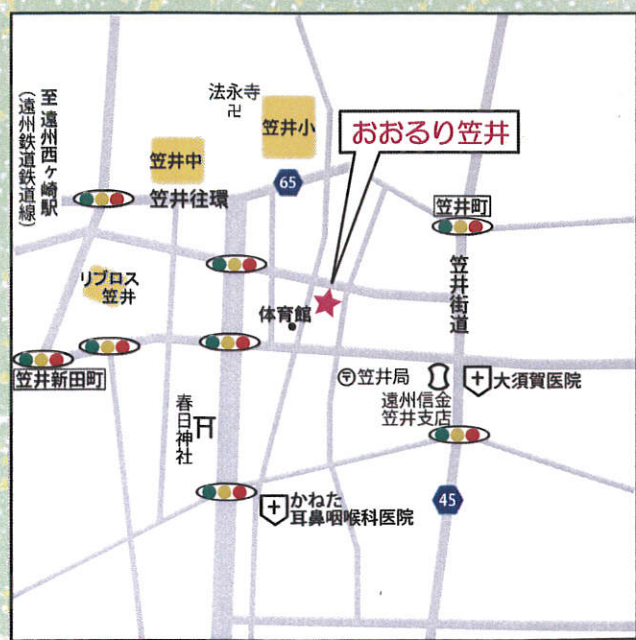 至 遠州西ヶ崎駅
(遠州鉄道鉄道線)
法永寺
笠井小
笠井中
おおるり笠井
65
笠井往環
笠井町
笠井街道
リブロス
笠井
体育館
笠井新田町
笠井局
遠州信金
笠井支店
大須賀医院
春日神社
45
かねた
耳鼻咽喉科医院